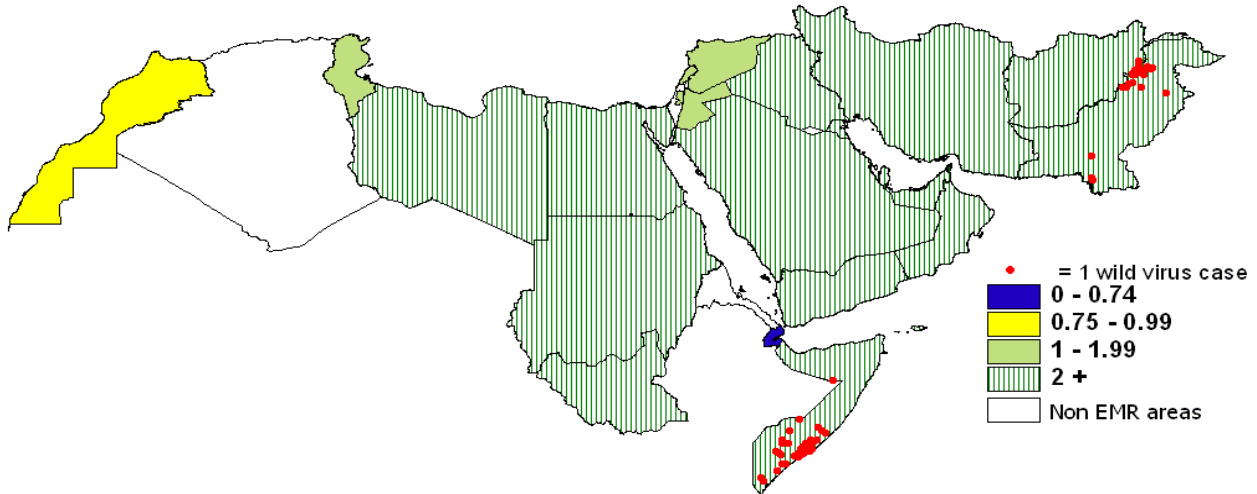 = 1 wild virus case
0 - 0.74
0.75 - 0.99
1 - 1.99
2 +
Non EMR areas